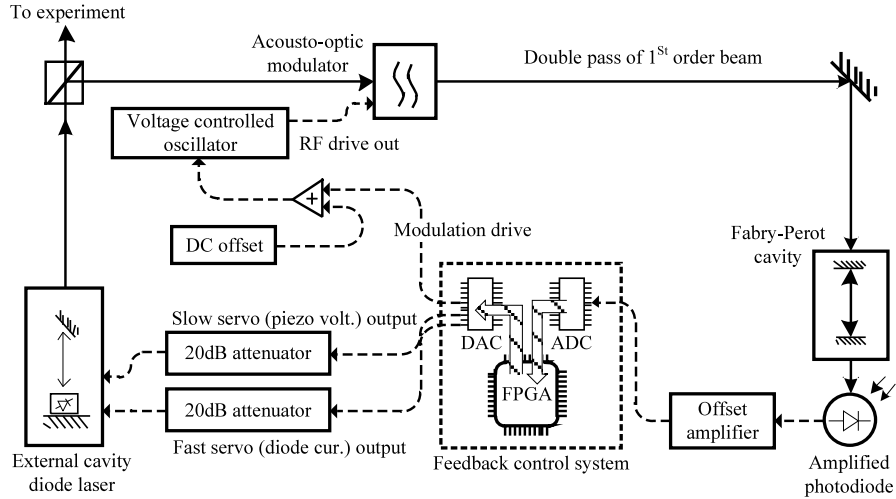 To experiment
Acousto-optic
modulator
Double pass of 1St order beam
Voltage controlled
oscillator
RF drive out
+
DC offset
Modulation drive
Fabry-Perot
cavity
Slow servo (piezo volt.) output
20dB attenuator
DAC
ADC
FPGA
20dB attenuator
Fast servo (diode cur.) output
Offset
amplifier
Feedback control system
External cavity
diode laser
Amplified
photodiode